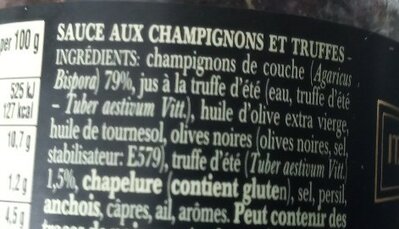 SAUCE AUX CHAMPIGNONS ET TRUFFES -
INGRÉDIENTS: champignons de couche (Agaricus
Bispora) 79%, jus à la truffe d'été (eau, truffe d'été
- Tuber aestivum Vitt.), huile d'olive extra vierge,
huile de tournesol, olives noires (olives noires, sel,
stabilisateur: E579), truffe d'été (Tuber aestivum Vitt.)
1,5%, chapelure (contient gluten), sel, persil,
anchois, câpres, ail, arômes. Peut contenir des
per 100 g
525 kJ
127 kcal
10,7 g
1,2 g
4,5 g